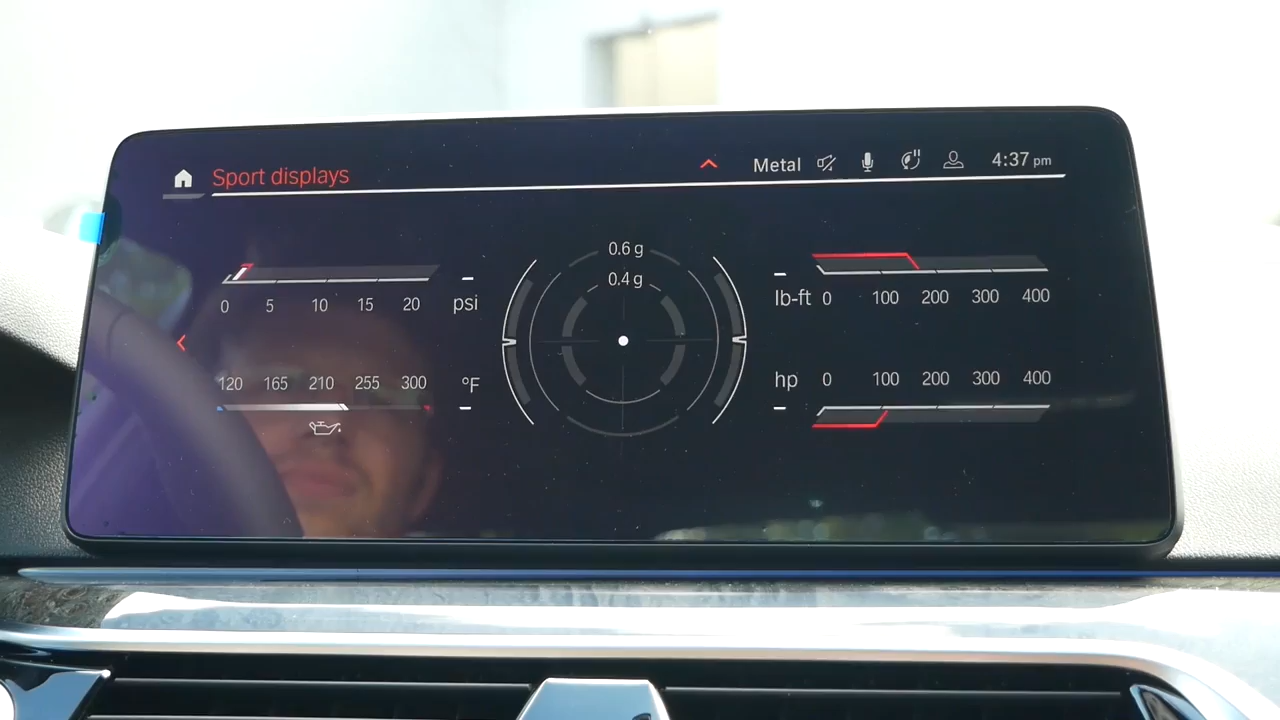 Sport displays
Metal
4:37 pm
0.6 g
0.4 g
0 5 10 15 20
psi
lb-ft 0 100 200 300 400
120 165 210 255 300
°F
hp 0 100 200 300 400